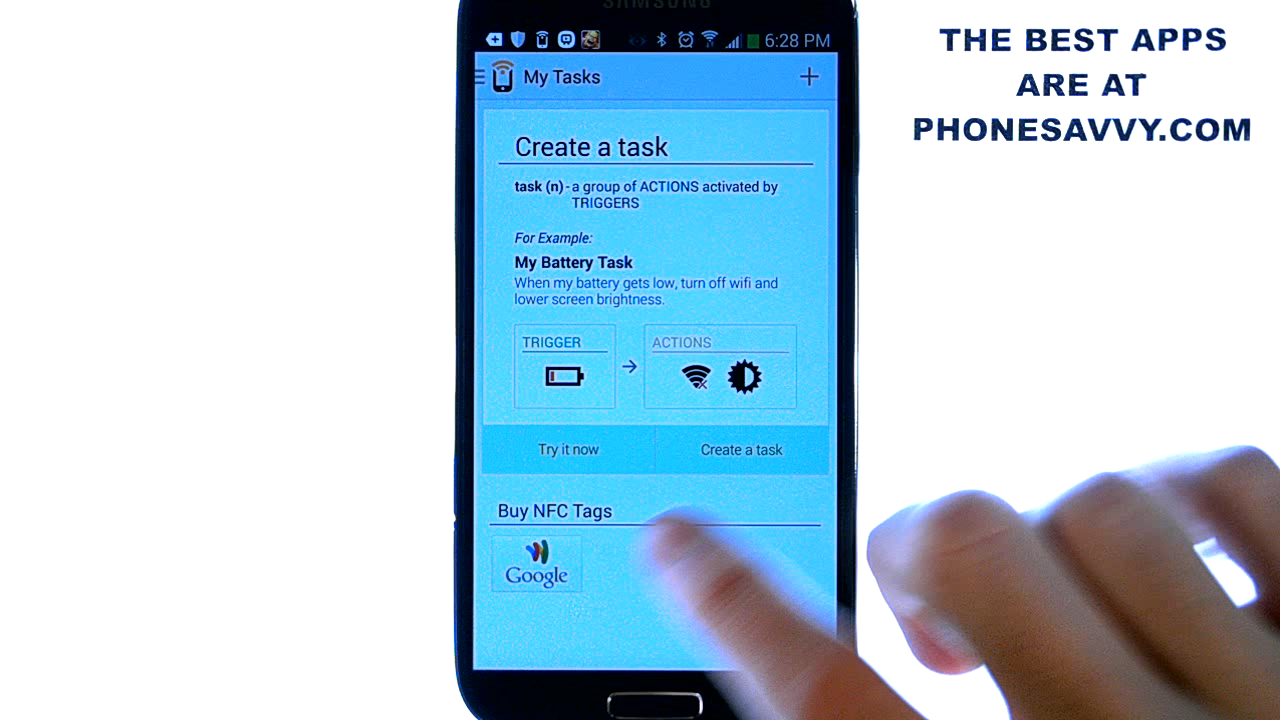 SAMSUNG
6:28 PM
My Tasks
Create a task
task (n) - a group of ACTIONS activated by
TRIGGERS
For Example:
My Battery Task
When my battery gets low, turn off wifi and
lower screen brightness.
TRIGGER
ACTIONS
Try it now
Create a task
Buy NFC Tags
Google
THE BEST APPS
ARE AT
PHONESAVVY.COM